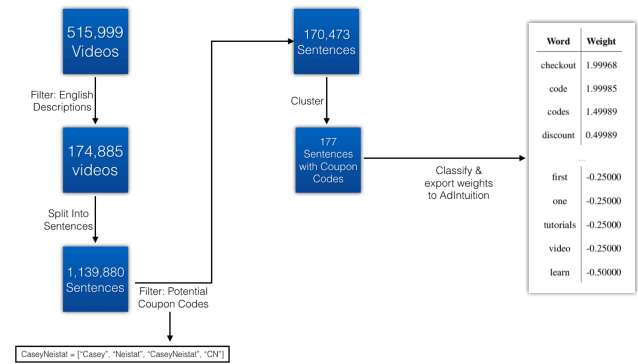 515,999
Videos
Filter: English
Descriptions
174,885
videos
Split Into
Sentences
1,139,880
Sentences
Filter: Potential
Coupon Codes
CaseyNeistat = [“Casey”, “Neistat”, “CaseyNeistat”, “CN”]
170,473
Sentences
Cluster
177
Sentences
with Coupon
Codes
Classify &
export weights
to AdIntuition
Word Weight
checkout 1.99968
code 1.99985
codes 1.49989
discount 0.49989
...
first -0.25000
one -0.25000
tutorials -0.25000
video -0.25000
learn -0.50000